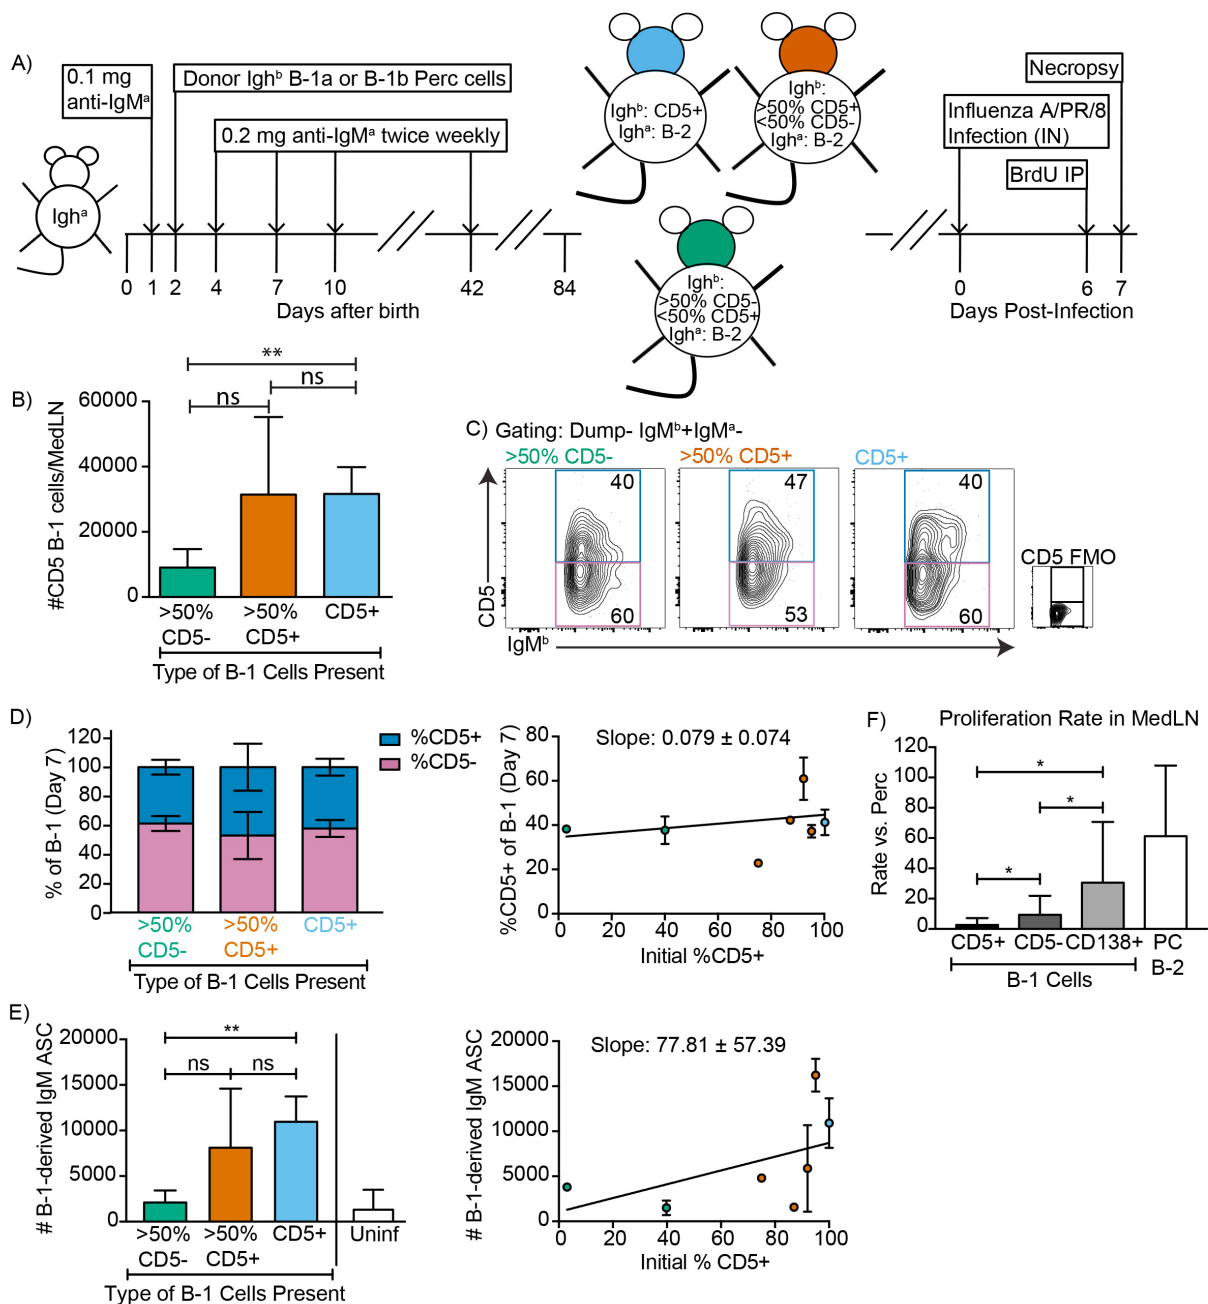 A)
0.1 mg
anti-IgMᵃ
Donor Ighᵇ B-1a or B-1b Perc cells
0.2 mg anti-IgMᵃ twice weekly
Ighᵃ
0 1 2 4 7 10 42 84
Days after birth
Ighᵇ: CD5+
Ighᵃ: B-2
Ighᵇ:
>50% CD5+
<50% CD5-
Ighᵃ: B-2
Ighᵇ:
>50% CD5-
<50% CD5+
Ighᵃ: B-2
Necropsy
Influenza A/PR/8
Infection (IN)
BrdU IP
0 6 7
Days Post-Infection
B)
**
ns
ns
60000
40000
20000
0
#CD5 B-1 cells/MedLN
>50%
CD5-
>50%
CD5+
CD5+
Type of B-1 Cells Present
C) Gating: Dump- IgMᵇ+IgMᵃ-
>50% CD5-
>50% CD5+
CD5+
40
60
47
53
40
60
CD5
IgMᵇ
CD5 FMO
D)
120
100
80
60
40
20
0
% of B-1 (Day 7)
%CD5+
%CD5-
>50%
CD5-
>50%
CD5+
CD5+
Type of B-1 Cells Present
Slope: 0.079 ± 0.074
80
60
40
20
0
%CD5+ of B-1 (Day 7)
0 20 40 60 80 100
Initial %CD5+
F)
Proliferation Rate in MedLN
120
100
80
60
40
20
0
Rate vs. Perc
*
*
*
CD5+
CD5-
CD138+
PC
B-1 Cells
B-2
E)
20000
15000
10000
5000
0
# B-1-derived IgM ASC
**
ns
ns
>50%
CD5-
>50%
CD5+
CD5+
Uninf
Type of B-1 Cells Present
Slope: 77.81 ± 57.39
20000
15000
10000
5000
0
# B-1-derived IgM ASC
0 20 40 60 80 100
Initial % CD5+